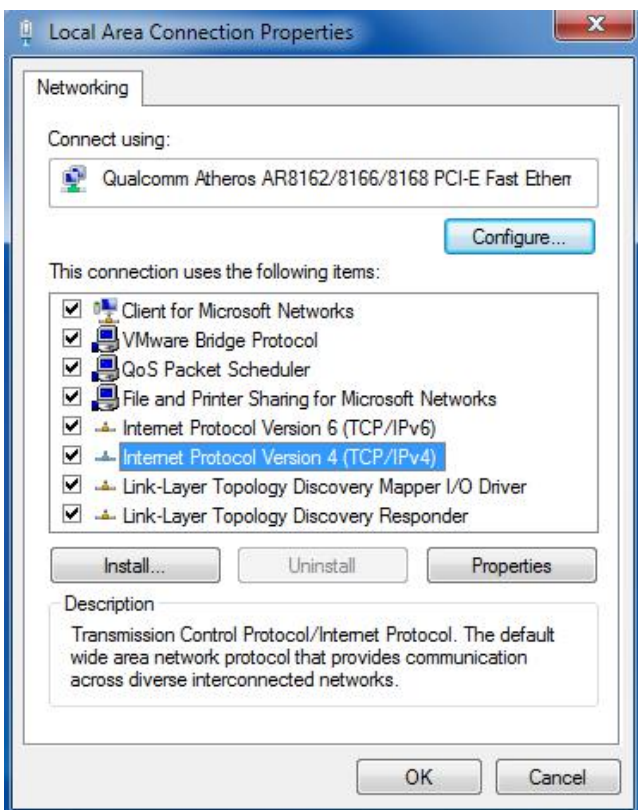 Local Area Connection Properties
Networking
Connect using:
Qualcomm Atheros AR8162/8166/8168 PCI-E Fast Ethern
Configure...
This connection uses the following items:
Client for Microsoft Networks
VMware Bridge Protocol
QoS Packet Scheduler
File and Printer Sharing for Microsoft Networks
Internet Protocol Version 6 (TCP/IPv6)
Internet Protocol Version 4 (TCP/IPv4)
Link-Layer Topology Discovery Mapper I/O Driver
Link-Layer Topology Discovery Responder
Install... Uninstall Properties
Description
Transmission Control Protocol/Internet Protocol. The default
wide area network protocol that provides communication
across diverse interconnected networks.
OK Cancel